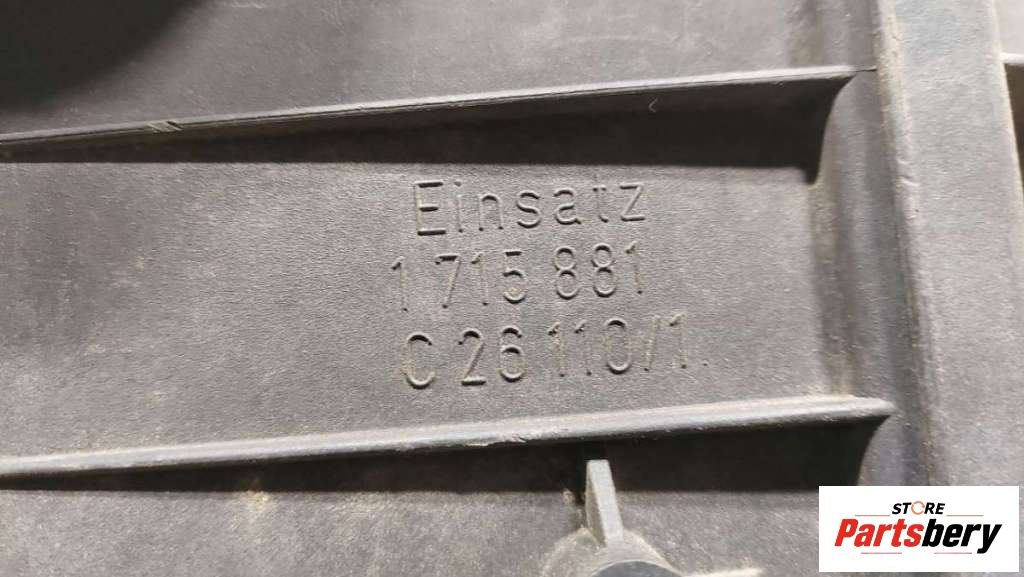 Einsatz
1 715 881
C 26 110/1.
STORE
Partsbery